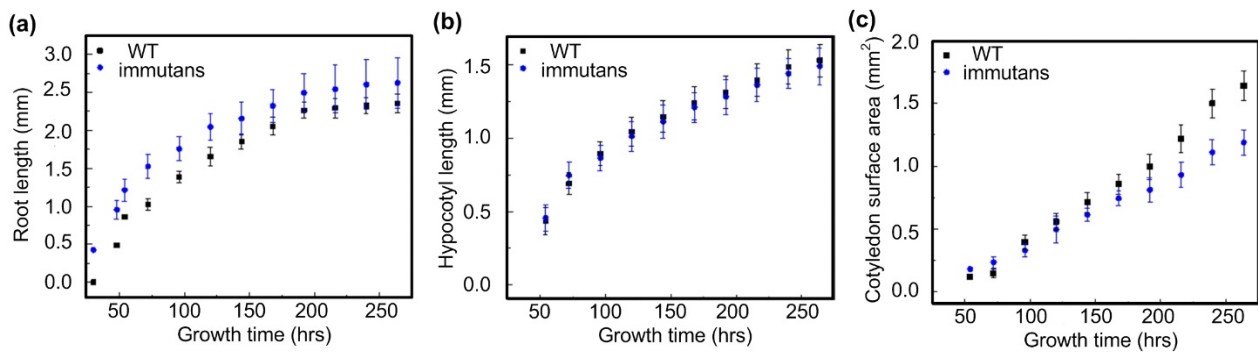 (a)
WT
immutans
3.0
2.5
2.0
1.5
1.0
0.5
0.0
Root length (mm)
50 100 150 200 250
Growth time (hrs)
(b)
WT
immutans
1.5
1.0
0.5
0.0
Hypocotyl length (mm)
50 100 150 200 250
Growth time (hrs)
(c)
WT
immutans
2.0
1.5
1.0
0.5
0.0
Cotyledon surface area (mm²)
50 100 150 200 250
Growth time (hrs)